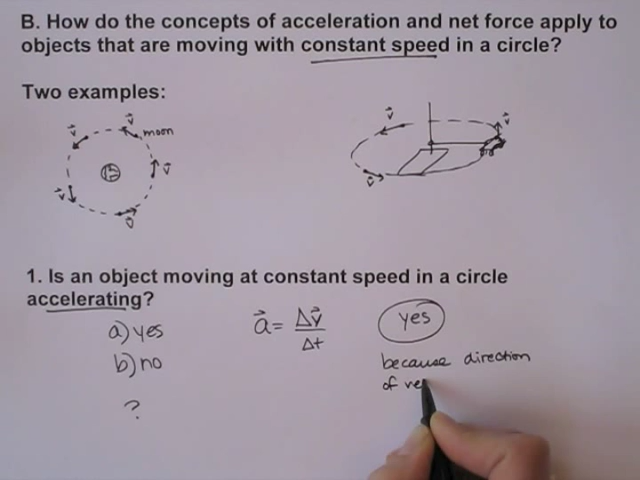 B. How do the concepts of acceleration and net force apply to
objects that are moving with constant speed in a circle?
Two examples:
v⃗
v⃗
moon
v⃗
v⃗
v⃗
v⃗
v⃗
v⃗
1. Is an object moving at constant speed in a circle
accelerating?
a) yes
b) no
?
a⃗ = Δv⃗
Δt
yes
because direction
of ve